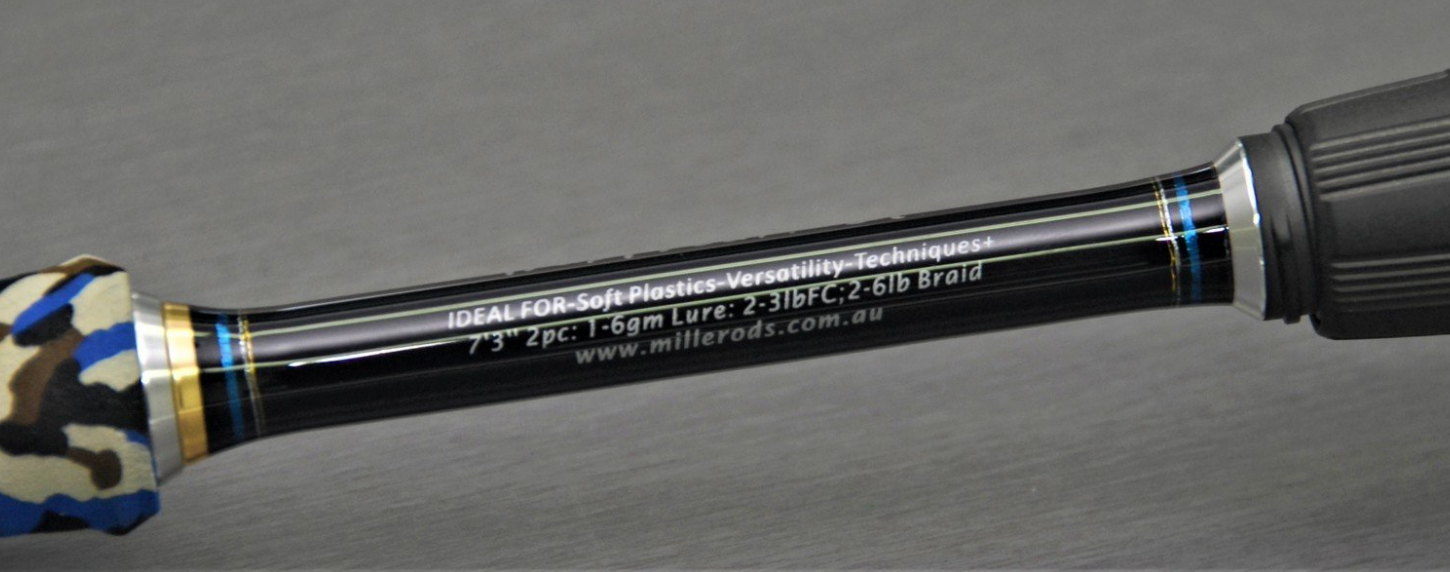 IDEAL FOR-Soft Plastics-Versatility-Techniques+
7'3" 2pc: 1-6gm Lure: 2-3lbFC;2-6lb Braid
www.millerods.com.au